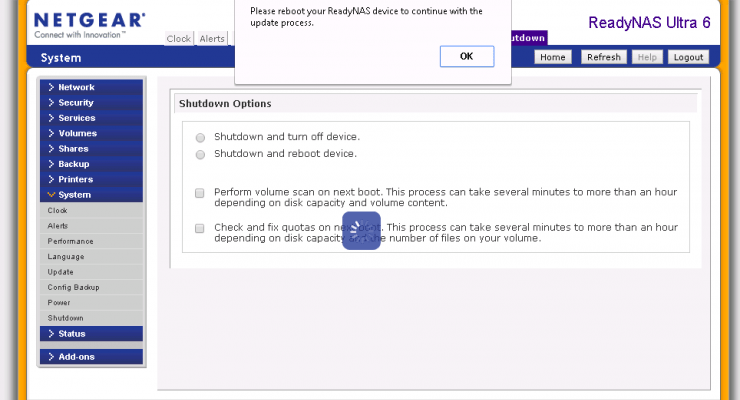 Please reboot your ReadyNAS device to continue with the
update process.
OK
NETGEAR®
Connect with Innovation™
ReadyNAS Ultra 6
Clock Alerts
System
Home Refresh Help Logout
Network
Security
Services
Volumes
Shares
Backup
Printers
System
Clock
Alerts
Performance
Language
Update
Config Backup
Power
Shutdown
Status
Add-ons
Shutdown Options
Shutdown and turn off device.
Shutdown and reboot device.
Perform volume scan on next boot. This process can take several minutes to more than an hour
depending on disk capacity and volume content.
Check and fix quotas on This process can take several minutes to more than an hour
depending on disk capacity the number of files on your volume.